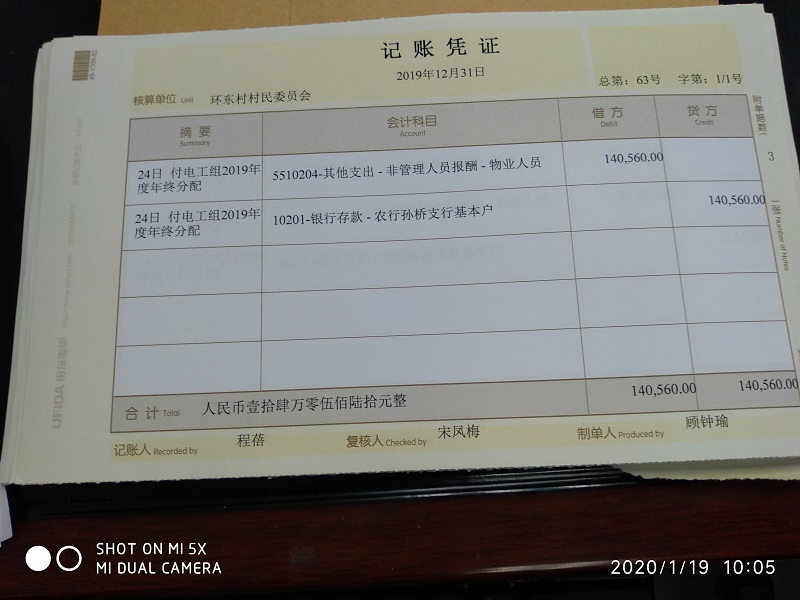 记账凭证
2019年12月31日
总第：63号 字第：1/1号
核算单位 Unit 环东村村民委员会
摘要 会计科目 借方 贷方
Summary Account Debit Credit
附单据数 3 张 Number of Notes
24日 付电工组2019年
度年终分配
5510204-其他支出 - 非管理人员报酬 - 物业人员 140,560.00
24日 付电工组2019年
度年终分配
10201-银行存款 - 农行孙桥支行基本户 140,560.00
合计 Total 人民币壹拾肆万零伍佰陆拾元整 140,560.00 140,560.00
记账人 Recorded by 程蓓 复核人 Checked by 宋凤梅 制单人 Produced by 顾钟瑜
UFIDA
SHOT ON MI 5X
MI DUAL CAMERA
2020/1/19 10:05